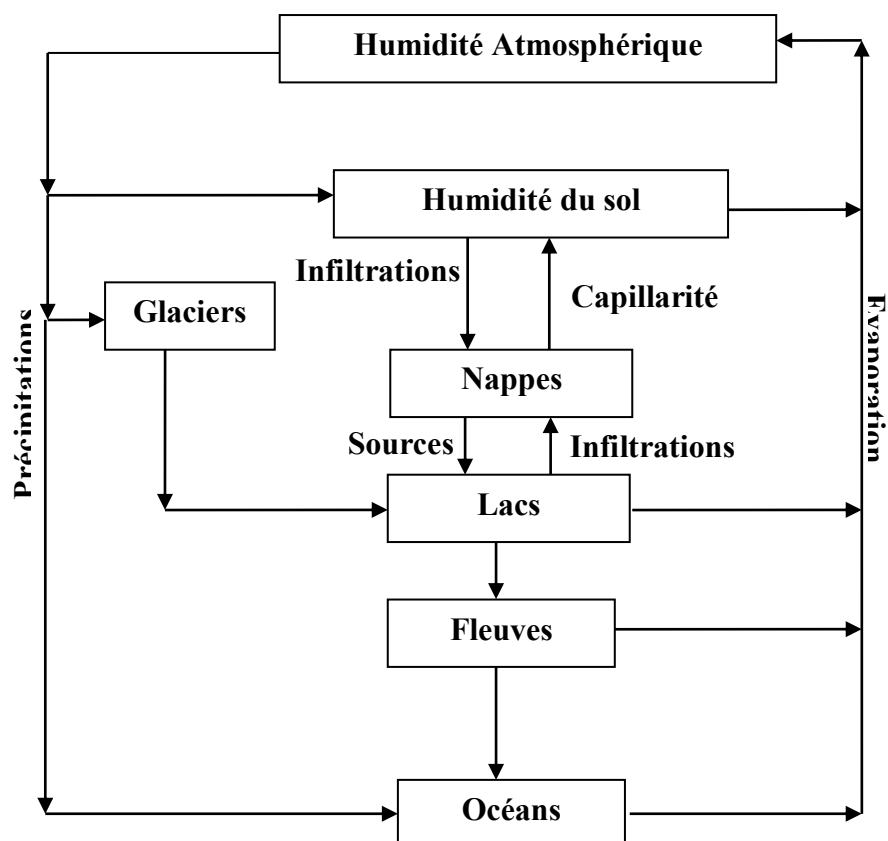 Humidité Atmosphérique
Humidité du sol
Infiltrations
Capillarité
Glaciers
Précipitations
Evaporation
Nappes
Sources
Infiltrations
Lacs
Fleuves
Océans